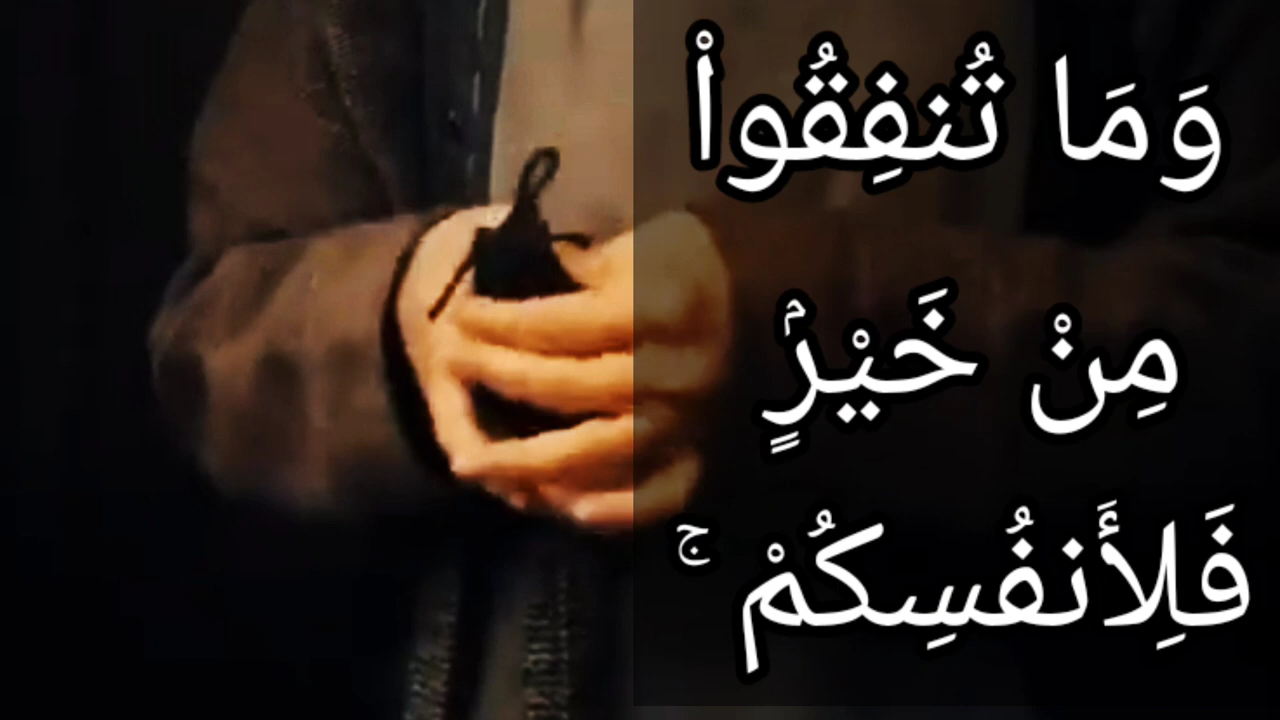 وَمَا تُنفِقُوا۟
مِنْ خَيْرٍۢ
فَلِأَنفُسِكُمْ ۚ